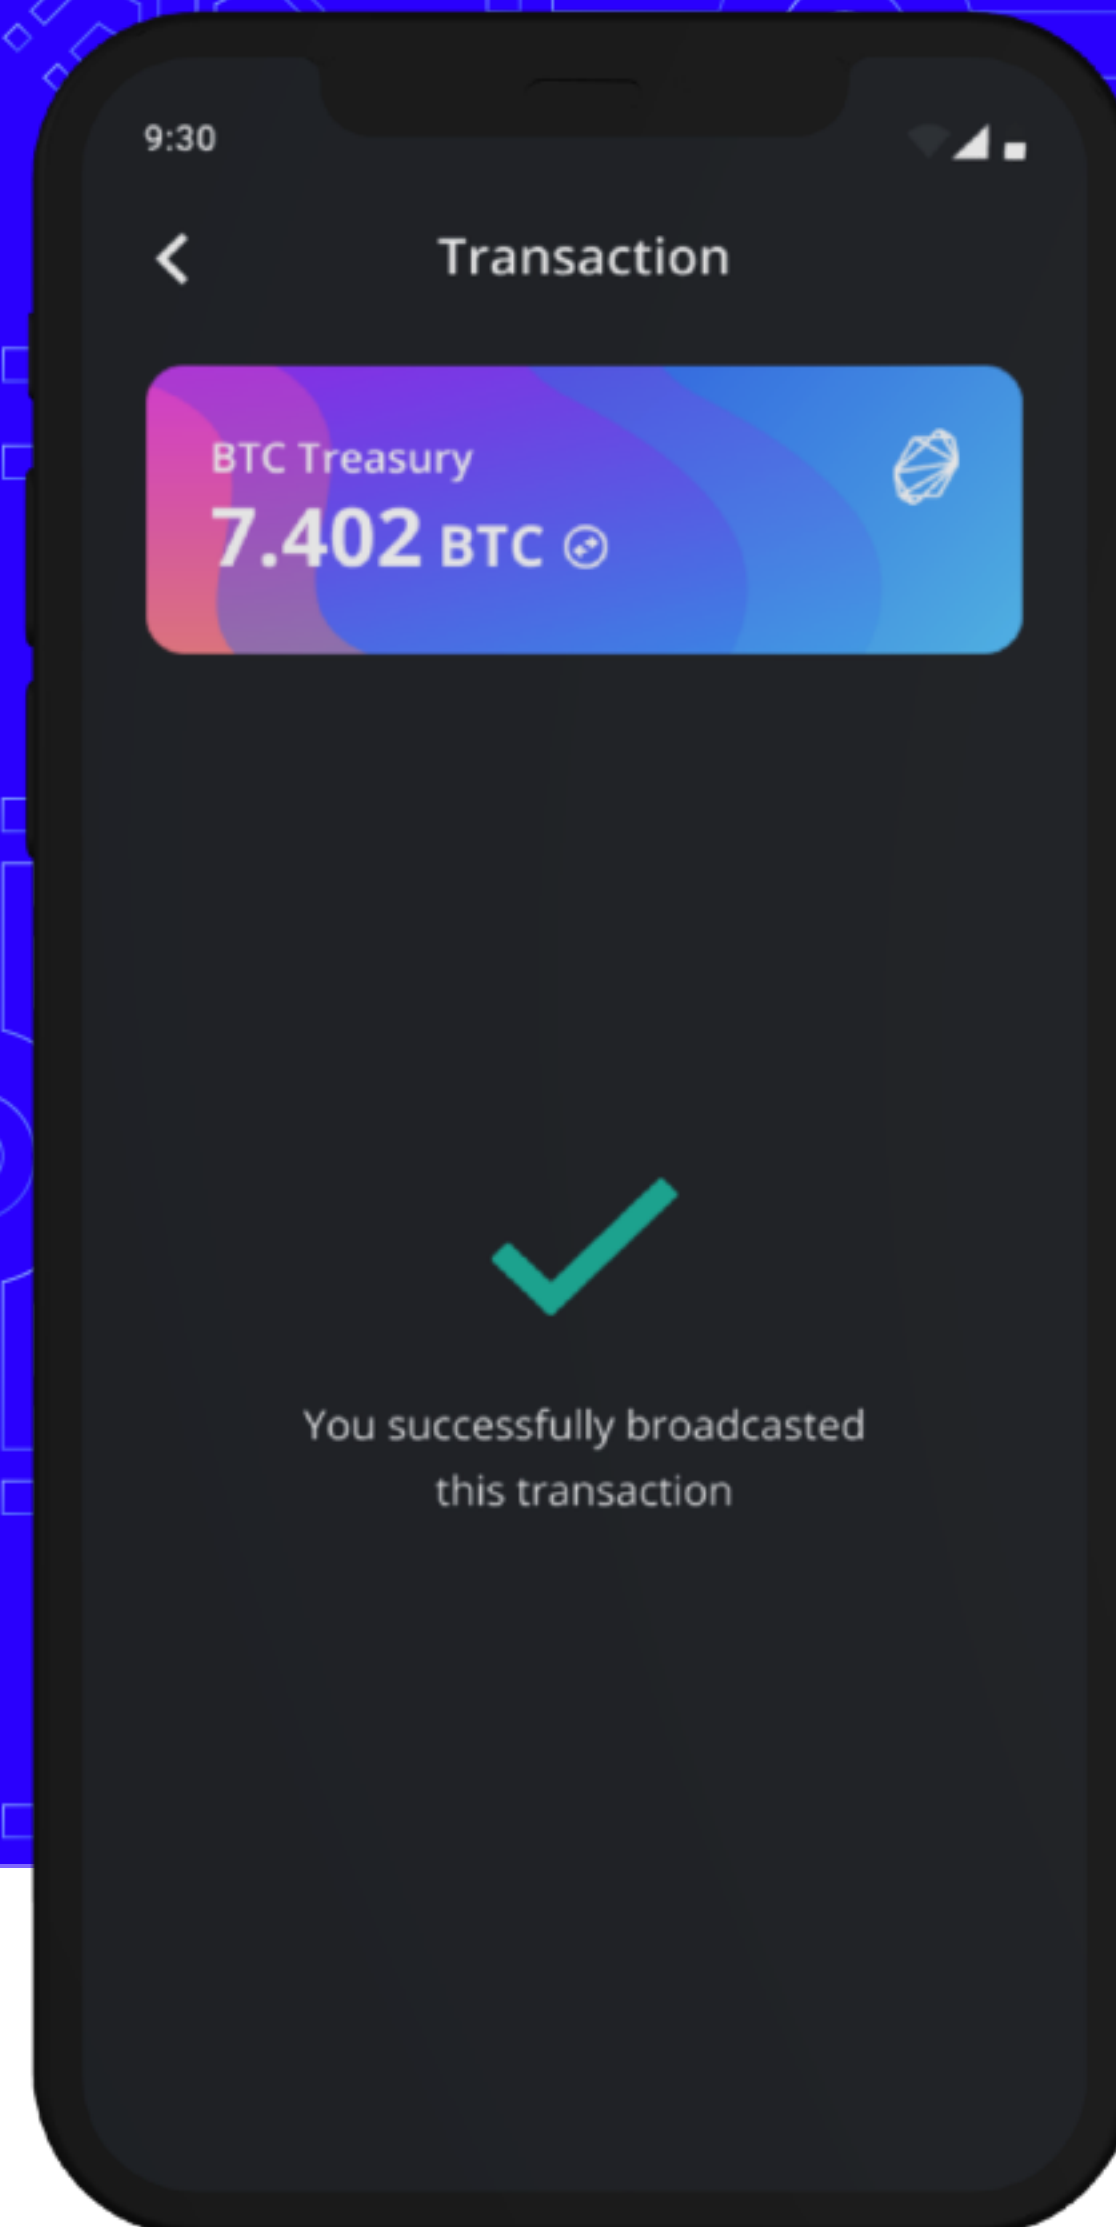 9:30
Transaction
BTC Treasury
7.402 BTC
You successfully broadcasted
this transaction